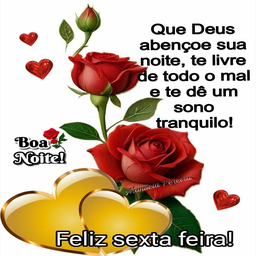 Que Deus
abençoe sua
noite, te livre
de todo o mal
e te dê um
sono
tranquilo!
Boa
Noite!
Feliz sexta feira!